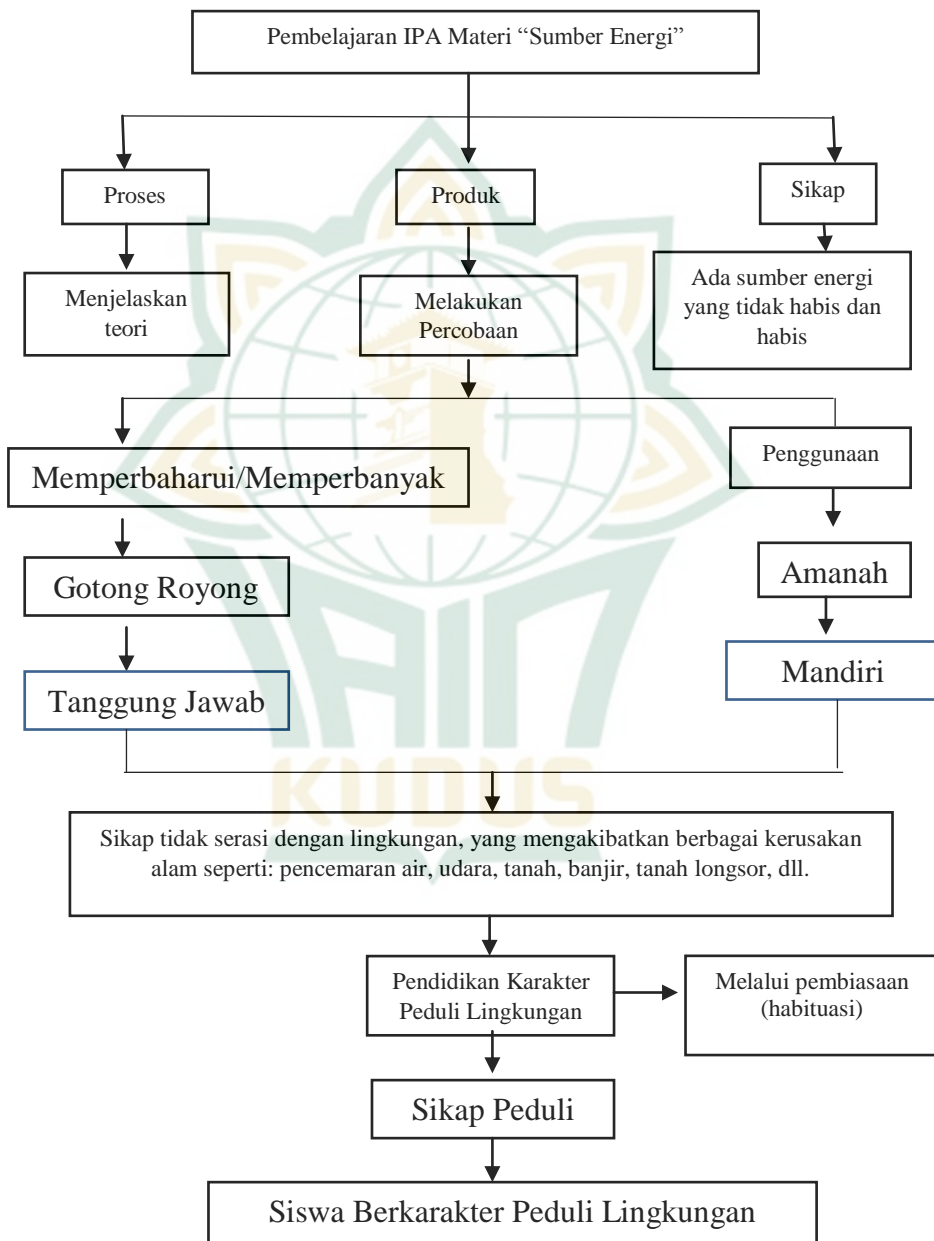 Pembelajaran IPA Materi “Sumber Energi”
Proses
Produk
Sikap
Menjelaskan
teori
Melakukan
Percobaan
Ada sumber energi
yang tidak habis dan
habis
Memperbaharui/Memperbanyak
Penggunaan
Gotong Royong
Amanah
Tanggung Jawab
Mandiri
IAIN
KUDUS
Sikap tidak serasi dengan lingkungan, yang mengakibatkan berbagai kerusakan
alam seperti: pencemaran air, udara, tanah, banjir, tanah longsor, dll.
Pendidikan Karakter
Peduli Lingkungan
Melalui pembiasaan
(habituasi)
Sikap Peduli
Siswa Berkarakter Peduli Lingkungan